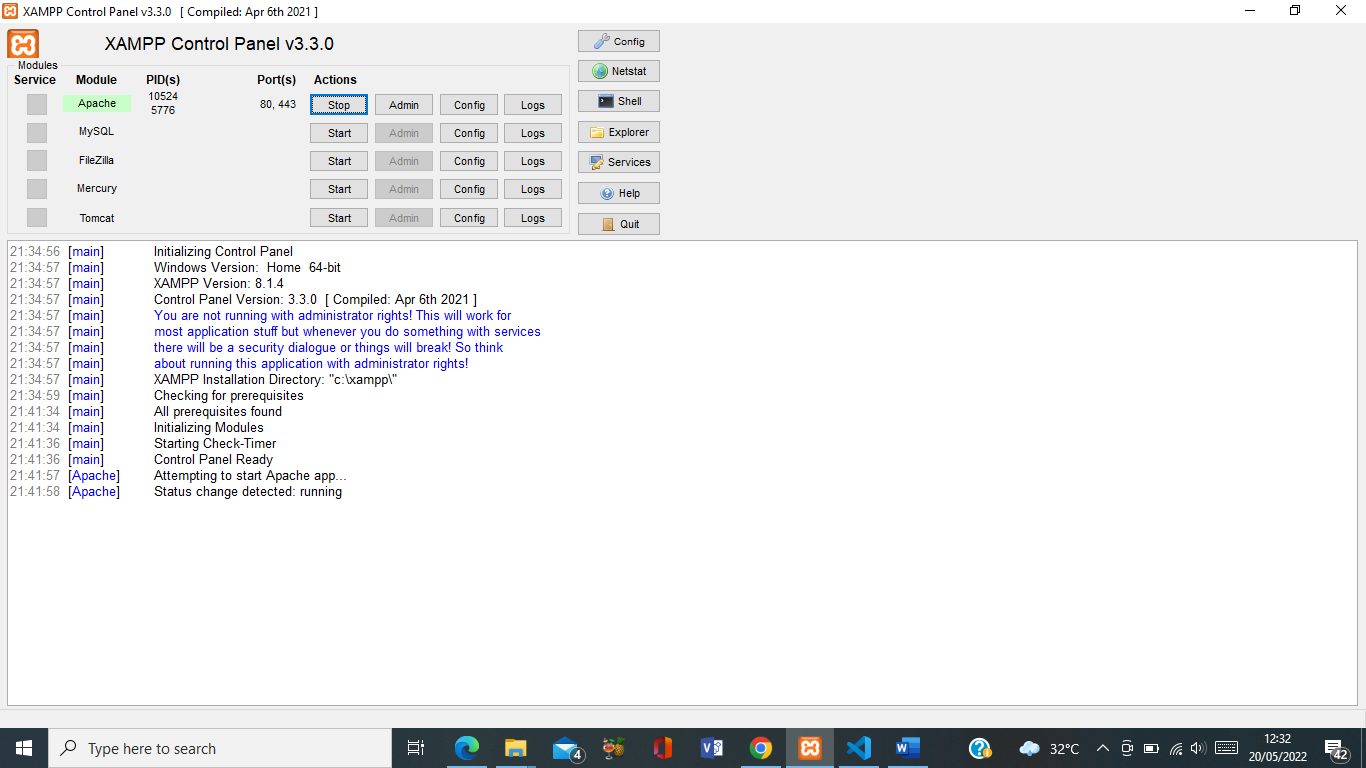 XAMPP Control Panel v3.3.0 [ Compiled: Apr 6th 2021 ]
XAMPP Control Panel v3.3.0
Config
Modules
Netstat
Service Module PID(s) Port(s) Actions
Apache 10524 5776 80, 443 Stop Admin Config Logs
Shell
MySQL Start Admin Config Logs
Explorer
FileZilla Start Admin Config Logs
Services
Mercury Start Admin Config Logs
Help
Tomcat Start Admin Config Logs
Quit
21:34:56 [main] Initializing Control Panel
21:34:57 [main] Windows Version: Home 64-bit
21:34:57 [main] XAMPP Version: 8.1.4
21:34:57 [main] Control Panel Version: 3.3.0 [ Compiled: Apr 6th 2021 ]
21:34:57 [main] You are not running with administrator rights! This will work for
21:34:57 [main] most application stuff but whenever you do something with services
21:34:57 [main] there will be a security dialogue or things will break! So think
21:34:57 [main] about running this application with administrator rights!
21:34:57 [main] XAMPP Installation Directory: "c:\xampp\"
21:34:59 [main] Checking for prerequisites
21:41:34 [main] All prerequisites found
21:41:34 [main] Initializing Modules
21:41:36 [main] Starting Check-Timer
21:41:36 [main] Control Panel Ready
21:41:57 [Apache] Attempting to start Apache app...
21:41:58 [Apache] Status change detected: running
Type here to search
4
32°C
12:32
20/05/2022
42